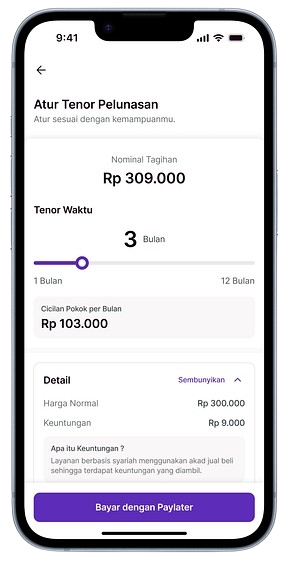 9:41
Atur Tenor Pelunasan
Atur sesuai dengan kemampuanmu.
Nominal Tagihan
Rp 309.000
Tenor Waktu
3 Bulan
1 Bulan 12 Bulan
Cicilan Pokok per Bulan
Rp 103.000
Detail Sembunyikan
Harga Normal Rp 300.000
Keuntungan Rp 9.000
Apa itu Keuntungan ?
Layanan berbasis syariah menggunakan akad jual beli
sehingga terdapat keuntungan yang diambil.
Bayar dengan Paylater